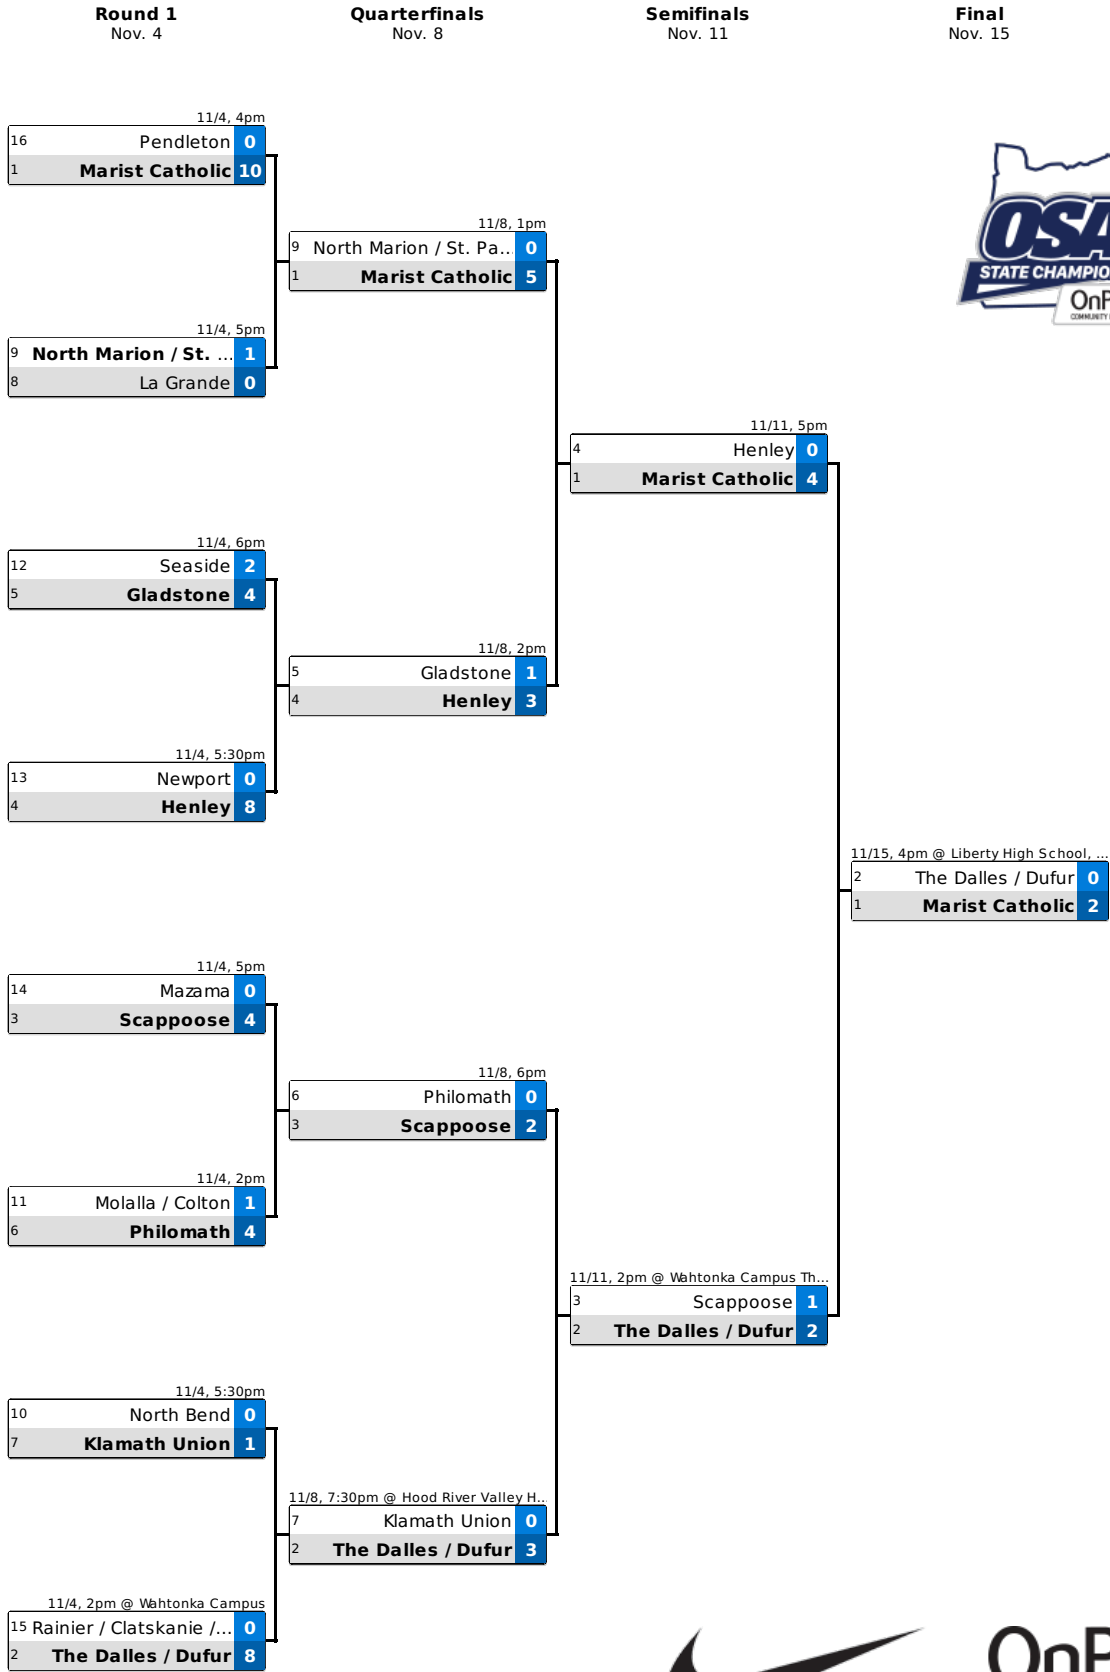 Round 1
Nov. 4
Quarterfinals
Nov. 8
Semifinals
Nov. 11
Final
Nov. 15
11/4, 4pm
16 Pendleton 0
1 Marist Catholic 10
11/4, 5pm
9 North Marion / St. ... 1
8 La Grande 0
11/4, 6pm
12 Seaside 2
5 Gladstone 4
11/4, 5:30pm
13 Newport 0
4 Henley 8
11/4, 5pm
14 Mazama 0
3 Scappoose 4
11/4, 2pm
11 Molalla / Colton 1
6 Philomath 4
11/4, 5:30pm
10 North Bend 0
7 Klamath Union 1
11/4, 2pm @ Wahtonka Campus
15 Rainier / Clatskanie /... 0
2 The Dalles / Dufur 8
11/8, 1pm
9 North Marion / St. Pa... 0
1 Marist Catholic 5
11/8, 2pm
5 Gladstone 1
4 Henley 3
11/8, 6pm
6 Philomath 0
3 Scappoose 2
11/8, 7:30pm @ Hood River Valley H...
7 Klamath Union 0
2 The Dalles / Dufur 3
11/11, 5pm
4 Henley 0
1 Marist Catholic 4
11/11, 2pm @ Wahtonka Campus Th...
3 Scappoose 1
2 The Dalles / Dufur 2
11/15, 4pm @ Liberty High School, ...
2 The Dalles / Dufur 0
1 Marist Catholic 2
OSA
STATE CHAMPIO
OnP
COMMUNITY
OnP